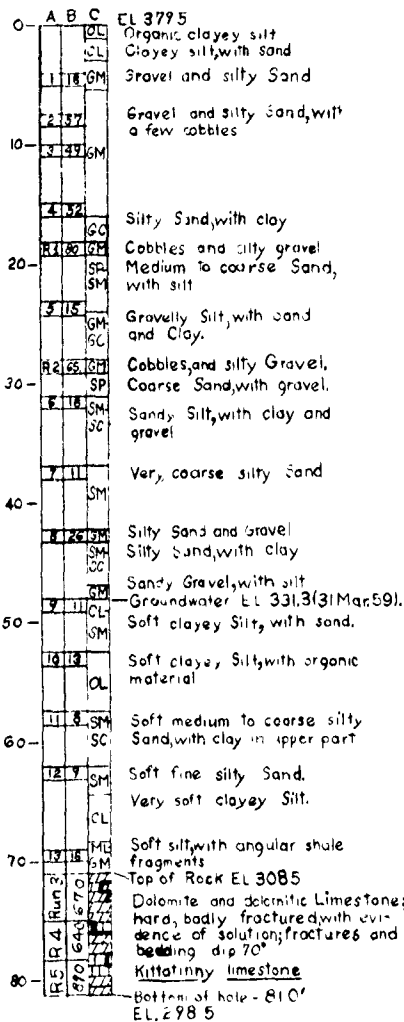 A B C EL 379.5
0 OL Organic clayey silt
CL Clayey silt, with sand
1 18 GM Gravel and silty Sand
2 37 Gravel and silty Sand, with
a few cobbles
10
3 49 GM
4 32
Silty Sand, with clay
GC
R1 80 GM Cobbles and silty gravel
20 SP Medium to coarse Sand,
SM with silt
5 15
GM Gravelly Silt, with sand
GC and Clay.
R2 65 GM Cobbles, and silty Gravel.
30 SP Coarse Sand, with gravel.
6 18 SM Sandy Silt, with clay and
SC gravel
7 11 Very, coarse silty Sand
SM
40
8 26 GM Silty Sand and Gravel
SM Silty Sand, with clay
SC
GM Sandy Gravel, with silt
9 11 Groundwater EL 331.3 (31 Mar. 59).
CL Soft clayey Silt, with sand.
50 SM
10 13 Soft clayey Silt, with organic
OL material
11 8 SM Soft medium to coarse silty
60 SC Sand, with clay in upper part
12 9 SM Soft fine silty Sand.
Very soft clayey Silt.
CL
ML Soft silt, with angular shale
13 16 GM fragments
70
Top of Rock EL 308.5
Run 3 670 Dolomite and dolomitic Limestone;
hard, badly fractured, with evi-
R 4 640 dence of solution; fractures and
bedding dip 70°
R5 890 Kittatinny limestone
80
Bottom of hole - 81.0'
EL. 298.5